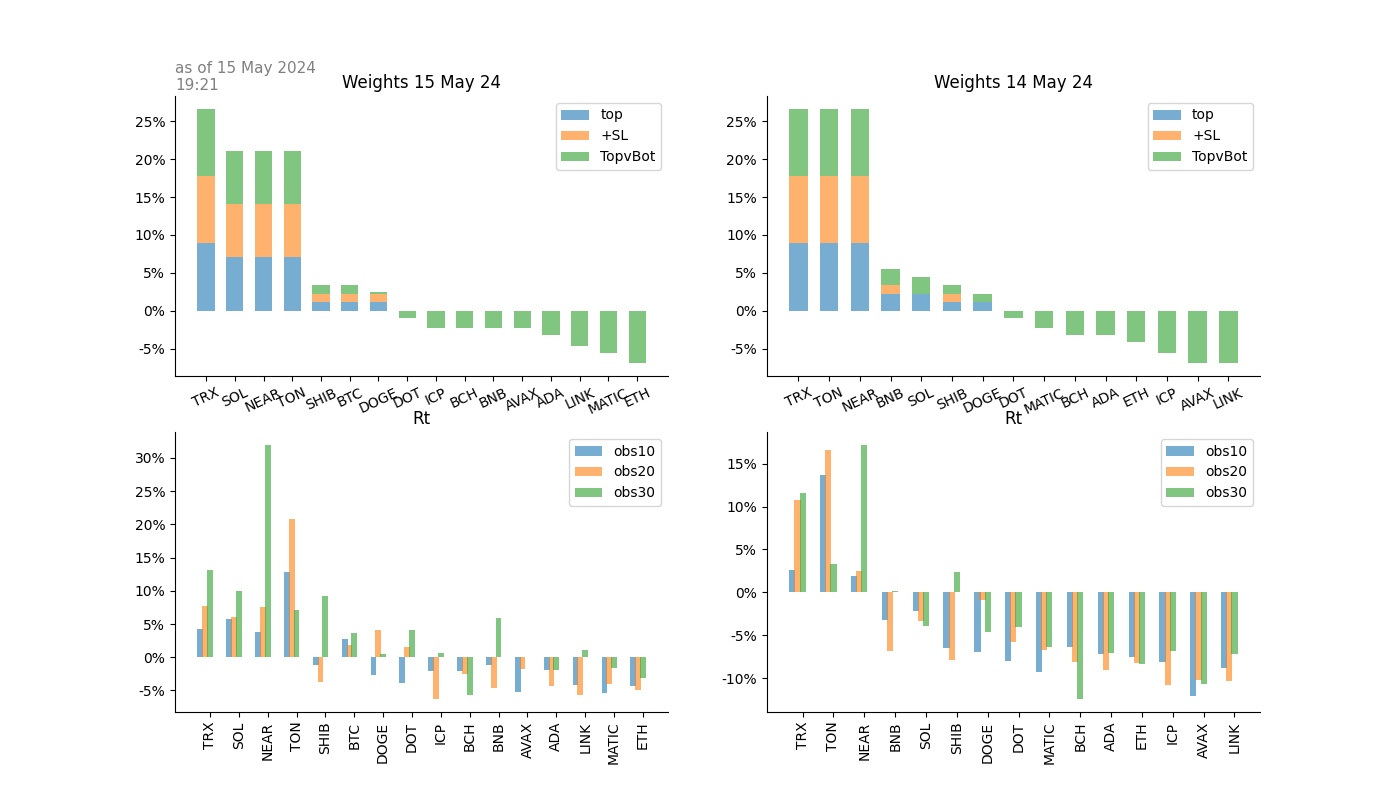 as of 15 May 2024
19:21
Weights 15 May 24
25%
20%
15%
10%
5%
0%
-5%
top
+SL
TopvBot
TRX SOL NEAR TON SHIB BTC DOGE DOT ICP BCH BNB AVAX ADA LINK MATIC ETH
Weights 14 May 24
25%
20%
15%
10%
5%
0%
-5%
top
+SL
TopvBot
TRX TON NEAR BNB SOL SHIB DOGE DOT MATIC BCH ADA ETH ICP AVAX LINK
Rt
30%
25%
20%
15%
10%
5%
0%
-5%
obs10
obs20
obs30
TRX SOL NEAR TON SHIB BTC DOGE DOT ICP BCH BNB AVAX ADA LINK MATIC ETH
Rt
15%
10%
5%
0%
-5%
-10%
obs10
obs20
obs30
TRX TON NEAR BNB SOL SHIB DOGE DOT MATIC BCH ADA ETH ICP AVAX LINK